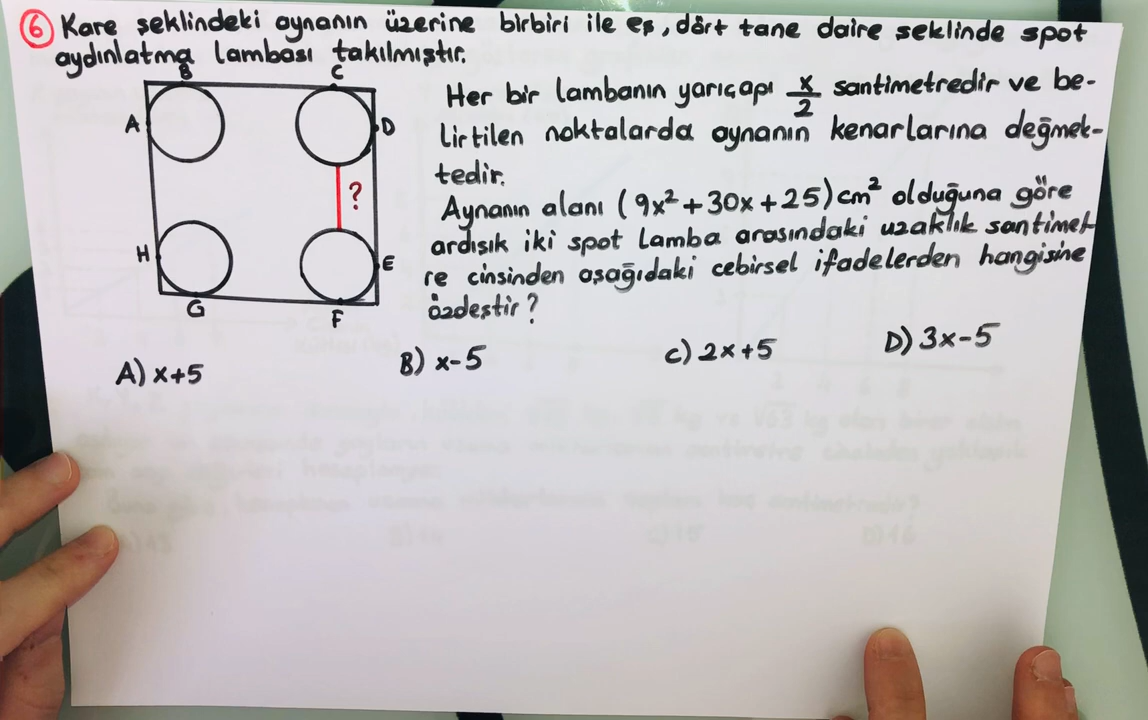 6 Kare şeklindeki aynanın üzerine birbiri ile eş, dört tane daire şeklinde spot
aydınlatma lambası takılmıştır.
B C
A D
?
H E
G F
Her bir lambanın yarıçapı x/2 santimetredir ve be-
lirtilen noktalarda aynanın kenarlarına değmek-
tedir.
Aynanın alanı (9x²+30x+25) cm² olduğuna göre
ardışık iki spot lamba arasındaki uzaklık santimet
re cinsinden aşağıdaki cebirsel ifadelerden hangisine
özdeştir?
A) x+5 B) x-5 C) 2x+5 D) 3x-5